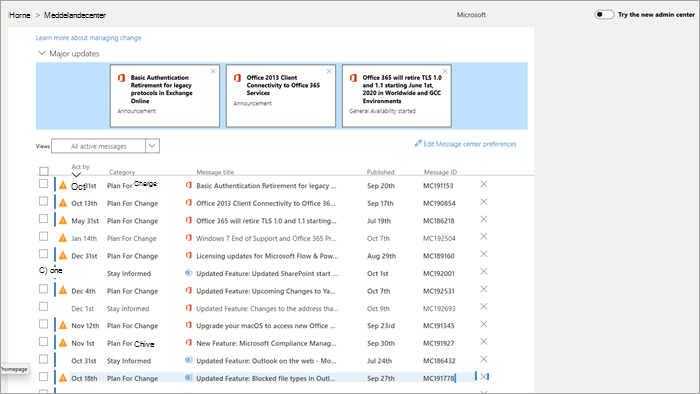 Home > Meddelandecenter
Microsoft
Try the new admin center
Learn more about managing change
Major updates
Basic Authentication
Retirement for legacy
protocols in Exchange
Online
Announcement
Office 2013 Client
Connectivity to Office 365
Services
Announcement
Office 365 will retire TLS 1.0
and 1.1 starting June 1st,
2020 in Worldwide and GCC
Environments
General Availability started
Views
All active messages
Edit Message center preferences
Act by Category Message title Published Message ID
Oct 31st Plan For Charge Basic Authentication Retirement for legacy ... Sep 20th MC191153
Oct 13th Plan For Change Office 2013 Client Connectivity to Office 36... Sep 17th MC190854
May 31st Plan For Change Office 365 will retire TLS 1.0 and 1.1 starting... Jul 19th MC186218
Jan 14th Plan For Change Windows 7 End of Support and Office 365 Pr... Oct 7th MC192504
Dec 31st Plan For Change Licensing updates for Microsoft Flow & Pow... Aug 29th MC189160
C) one
Stay Informed Updated Feature: Updated SharePoint start ... Oct 1st MC192001
Dec 4th Plan For Change Updated Feature: Upcoming Changes to Ya... Oct 7th MC192531
Dec 1st Stay Informed Updated Feature: Changes to the address tha... Oct 9th MC192693
Nov 12th Plan For Change Upgrade your macOS to access new Office ... Sep 23rd MC191345
Nov 1st Plan For Chive New Feature: Microsoft Compliance Manag... Sep 30th MC191927
Oct 31st Stay Informed Updated Feature: Outlook on the web - Mo... Jul 24th MC186432
/homepage
Oct 18th Plan For Change Updated Feature: Blocked file types in Outl... Sep 27th MC191778